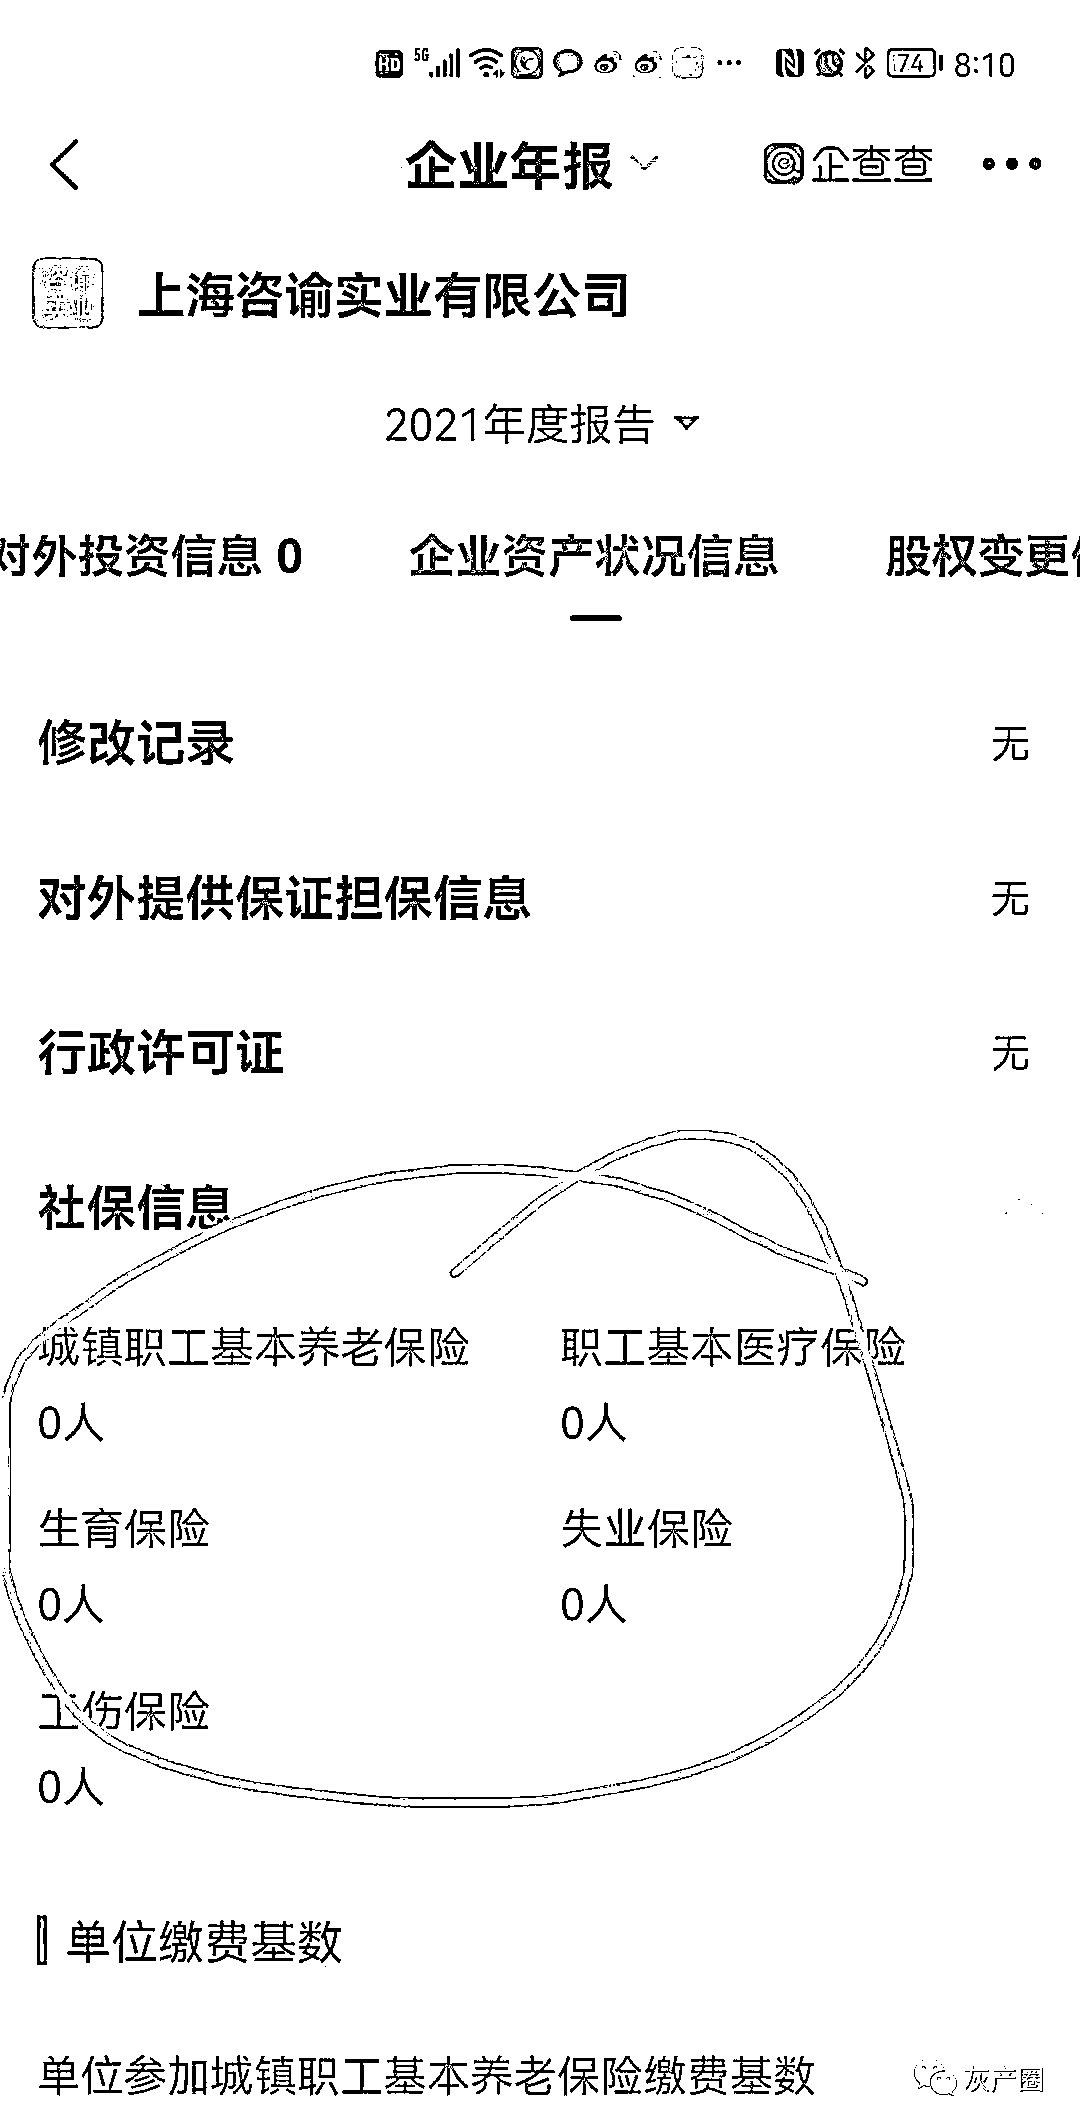 HD 5G 74 8:10
企业年报 企查查
咨谕
实业
上海咨谕实业有限公司
2021年度报告
对外投资信息 0 企业资产状况信息 股权变更
修改记录 无
对外提供保证担保信息 无
行政许可证 无
社保信息
城镇职工基本养老保险 职工基本医疗保险
0人 0人
生育保险 失业保险
0人 0人
工伤保险
0人
单位缴费基数
单位参加城镇职工基本养老保险缴费基数
灰产圈